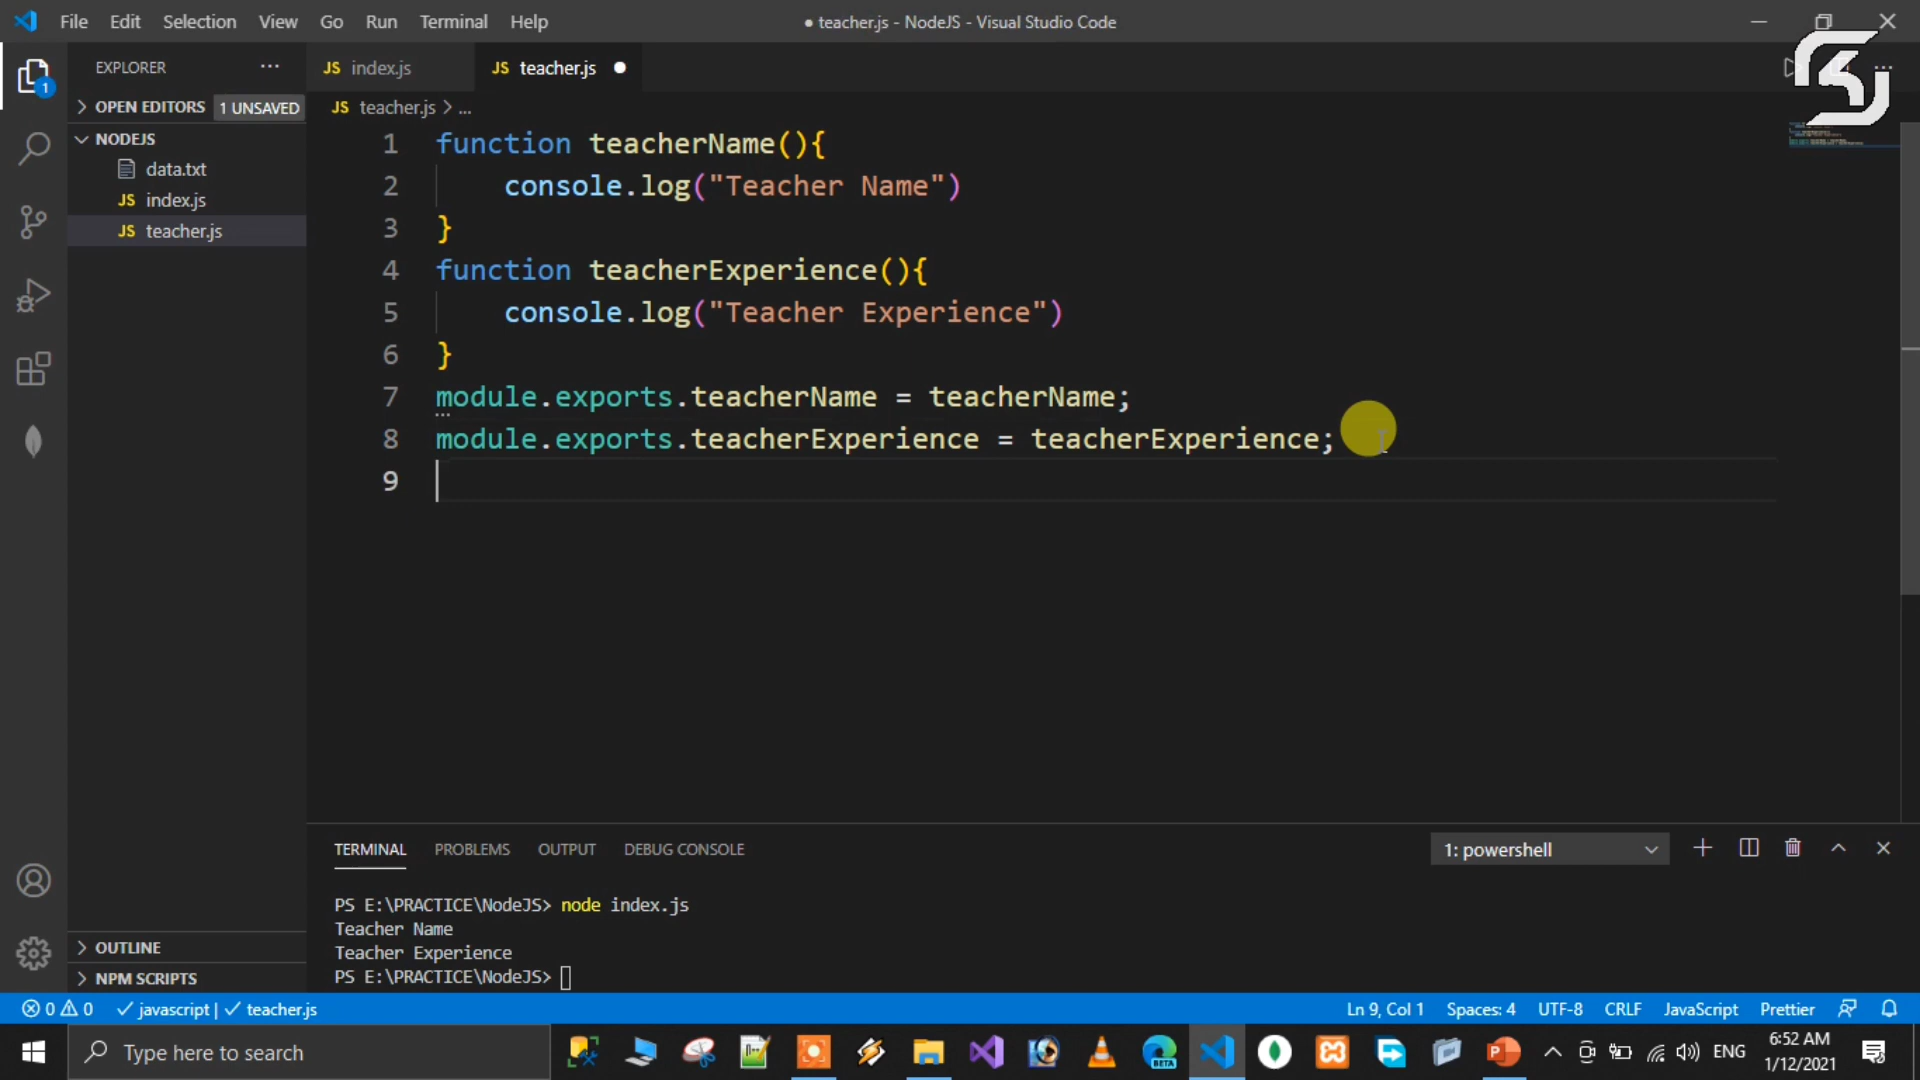 File Edit Selection View Go Run Terminal Help ● teacher.js - NodeJS - Visual Studio Code
EXPLORER ...
JS index.js JS teacher.js ●
OPEN EDITORS 1 UNSAVED
JS teacher.js > ...
NODEJS
data.txt
JS index.js
JS teacher.js
1 function teacherName(){
2 console.log("Teacher Name")
3 }
4 function teacherExperience(){
5 console.log("Teacher Experience")
6 }
7 module.exports.teacherName = teacherName;
8 module.exports.teacherExperience = teacherExperience;
9
1
OUTLINE
NPM SCRIPTS
TERMINAL PROBLEMS OUTPUT DEBUG CONSOLE 1: powershell
PS E:\PRACTICE\NodeJS> node index.js
Teacher Name
Teacher Experience
PS E:\PRACTICE\NodeJS>
0 0 javascript | teacher.js Ln 9, Col 1 Spaces: 4 UTF-8 CRLF JavaScript Prettier
Type here to search BETA ENG 6:52 AM
1/12/2021